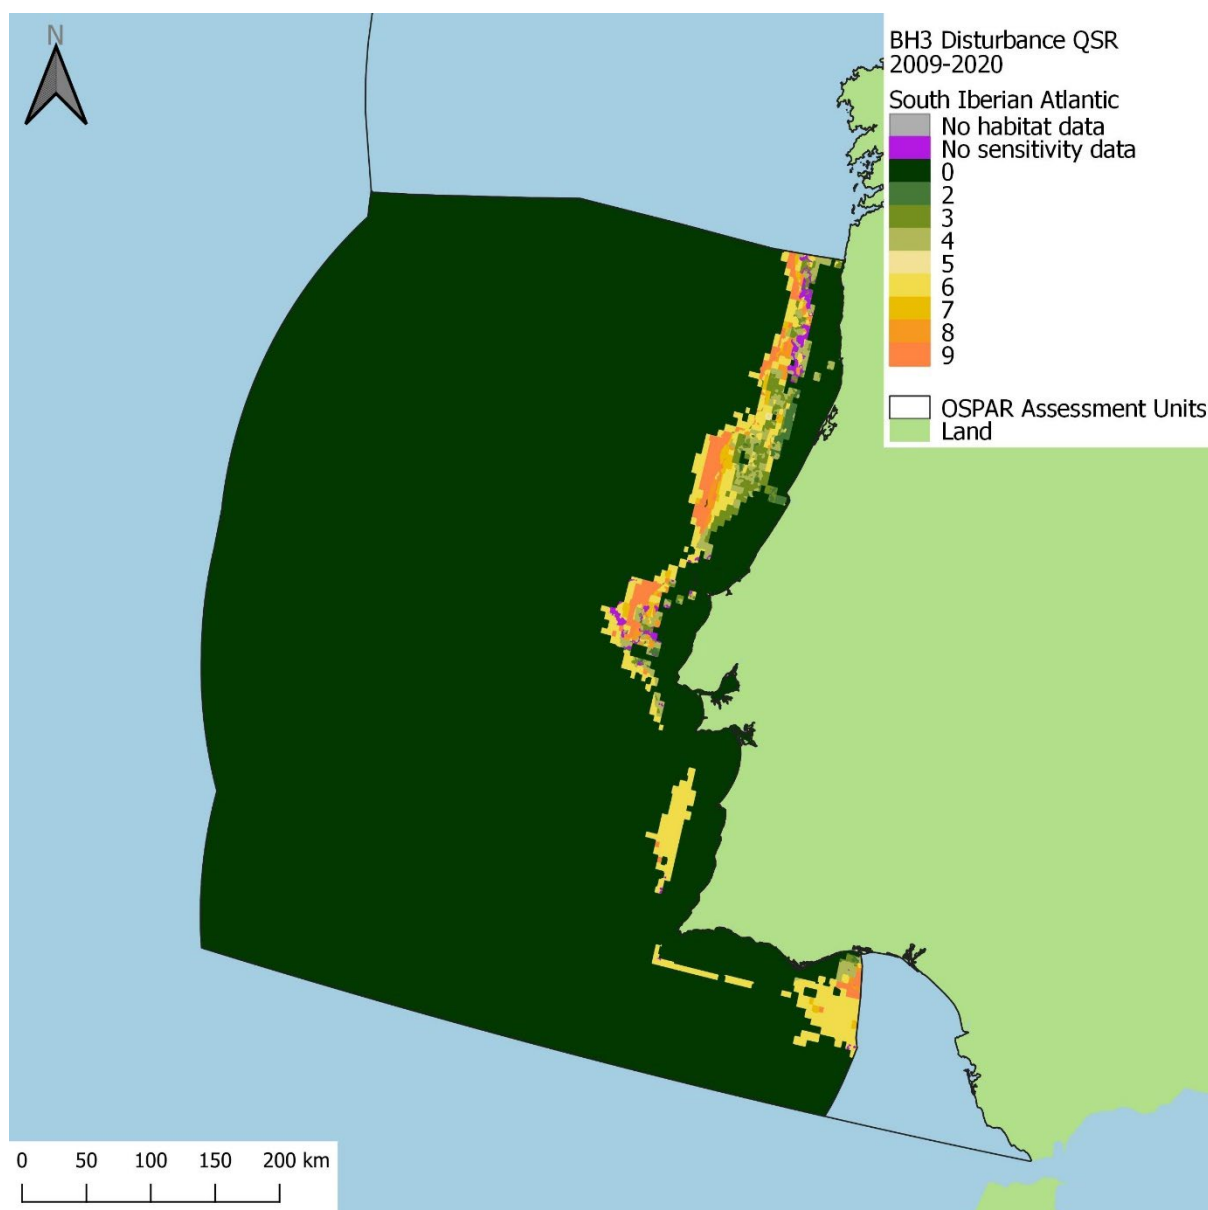 N
BH3 Disturbance QSR
2009-2020
South Iberian Atlantic
No habitat data
No sensitivity data
0
2
3
4
5
6
7
8
9
OSPAR Assessment Units
Land
0 50 100 150 200 km